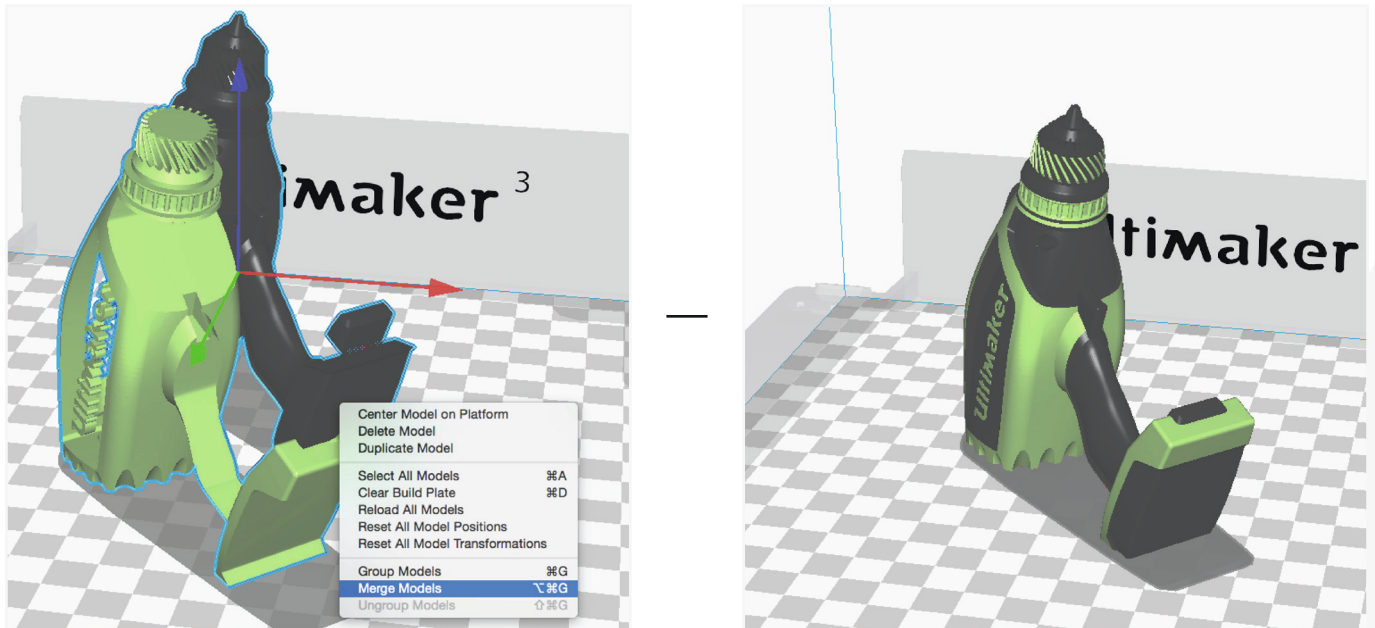 imaker 3
Center Model on Platform
Delete Model
Duplicate Model
Select All Models ⌘A
Clear Build Plate ⌘D
Reload All Models
Reset All Model Positions
Reset All Model Transformations
Group Models ⌘G
Merge Models ⌥⌘G
Ungroup Models ⇧⌘G
ltimaker
Ultimaker